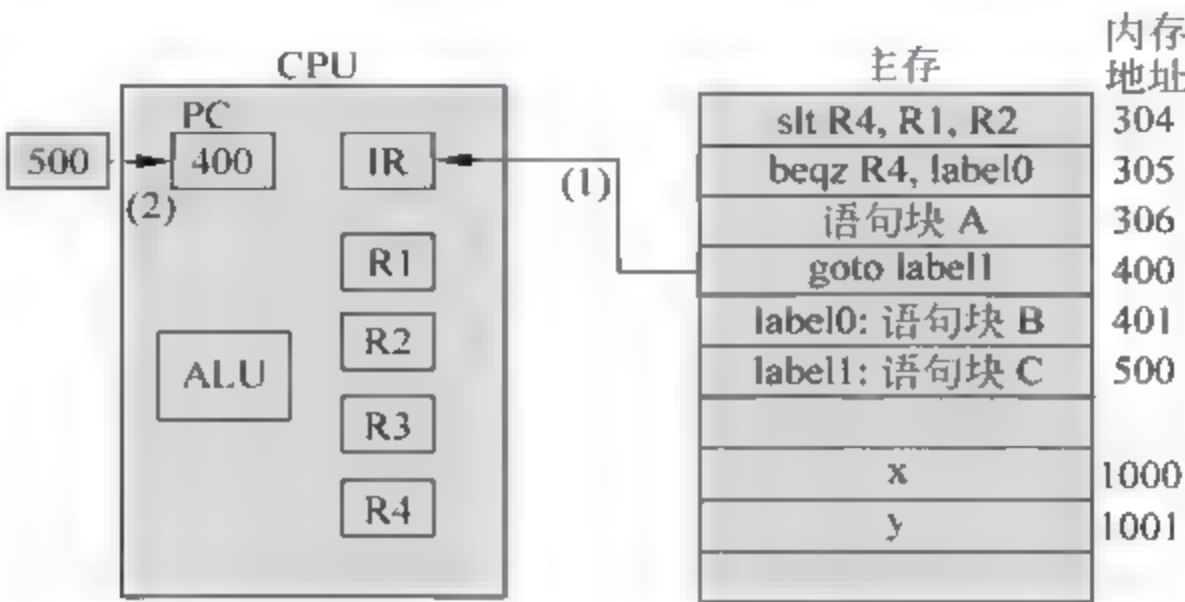 CPU
PC
500
400
(2)
IR
(1)
R1
R2
R3
R4
ALU
主存
内存
地址
slt R4, R1, R2 304
beqz R4, label0 305
语句块 A 306
goto label1 400
label0: 语句块 B 401
label1: 语句块 C 500
x 1000
y 1001